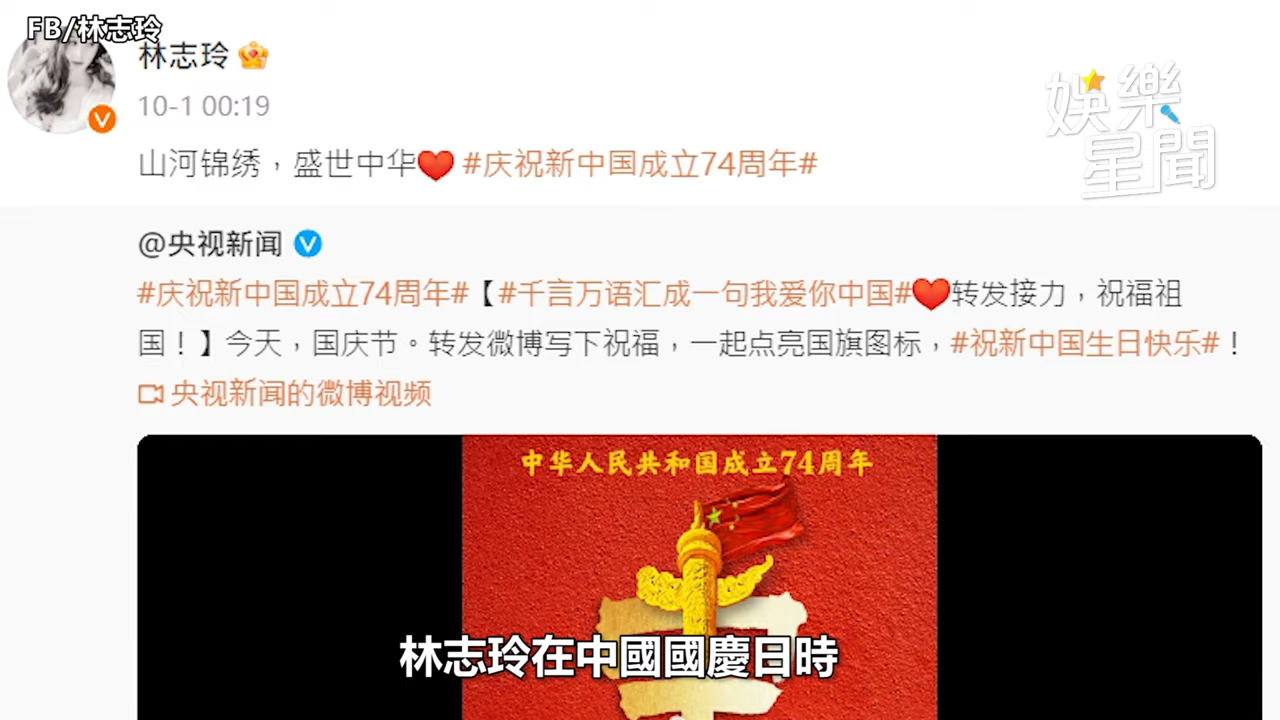 FB/林志玲
林志玲
10-1 00:19
娛樂
星聞
山河锦绣，盛世中华❤️ #庆祝新中国成立74周年#
@央视新闻
#庆祝新中国成立74周年#【#千言万语汇成一句我爱你中国#❤️转发接力，祝福祖
国！】今天，国庆节。转发微博写下祝福，一起点亮国旗图标，#祝新中国生日快乐#！
央视新闻的微博视频
中华人民共和国成立74周年
林志玲在中國國慶日時